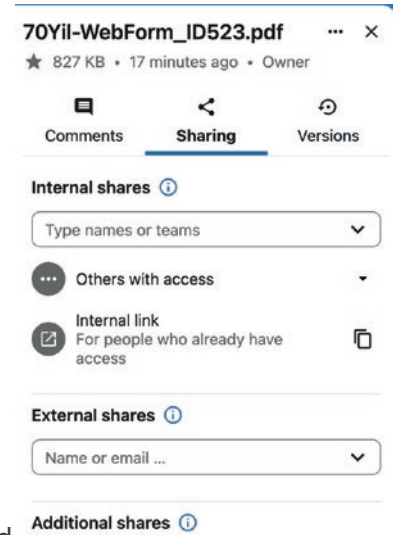 70Yil-WebForm_ID523.pdf
827 KB • 17 minutes ago • Owner
Comments Sharing Versions
Internal shares
Type names or teams
Others with access
Internal link
For people who already have
access
External shares
Name or email ...
Additional shares